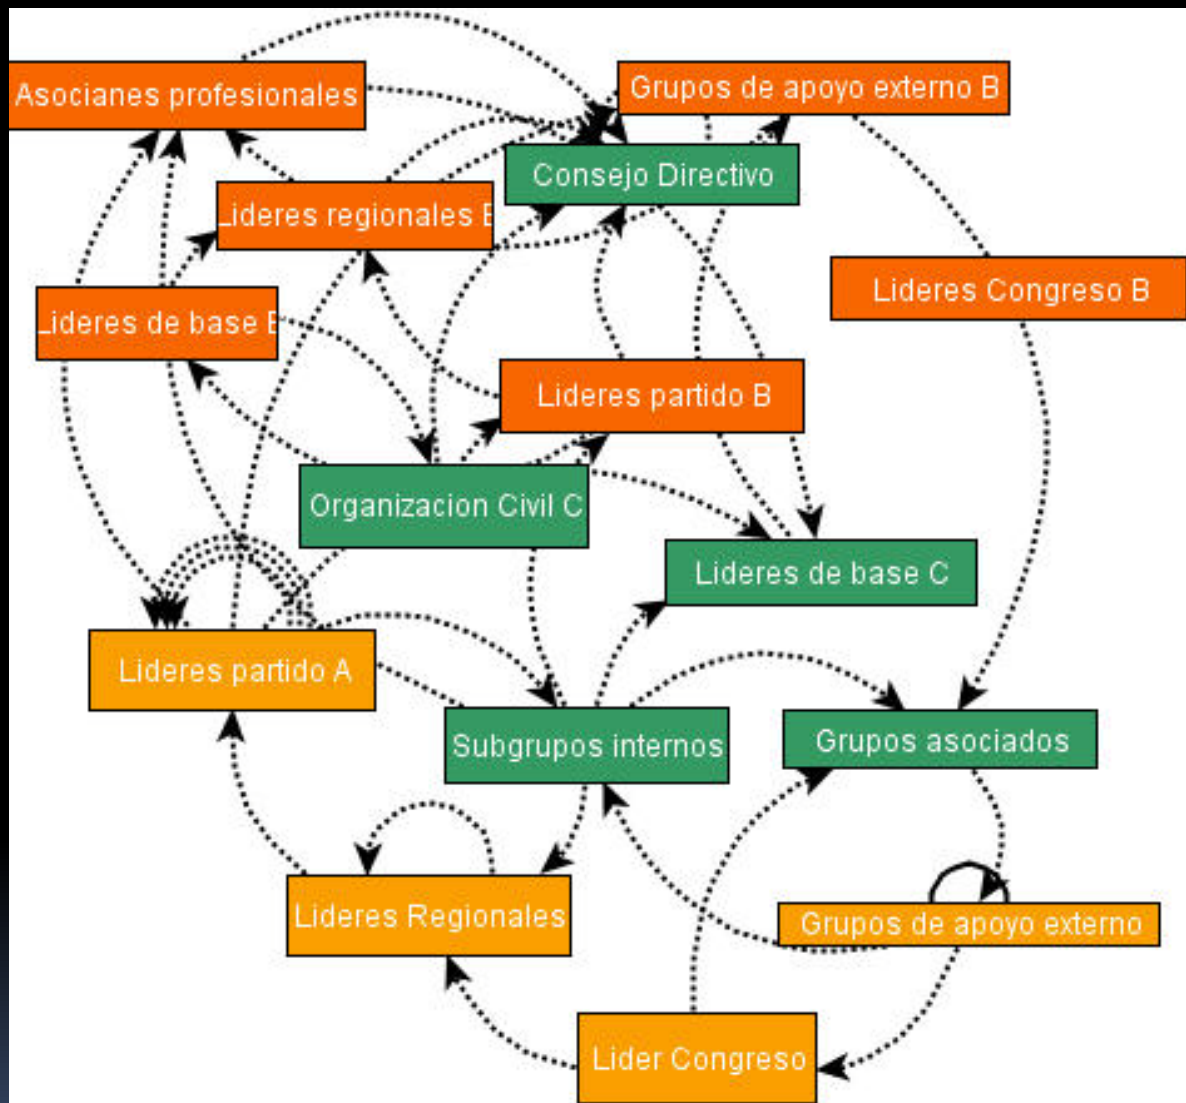 Asocianes profesionales
Grupos de apoyo externo B
Consejo Directivo
Lideres regionales B
Lideres Congreso B
Lideres de base B
Lideres partido B
Organizacion Civil C
Lideres de base C
Lideres partido A
Subgrupos internos
Grupos asociados
Lideres Regionales
Grupos de apoyo externo
Lider Congreso